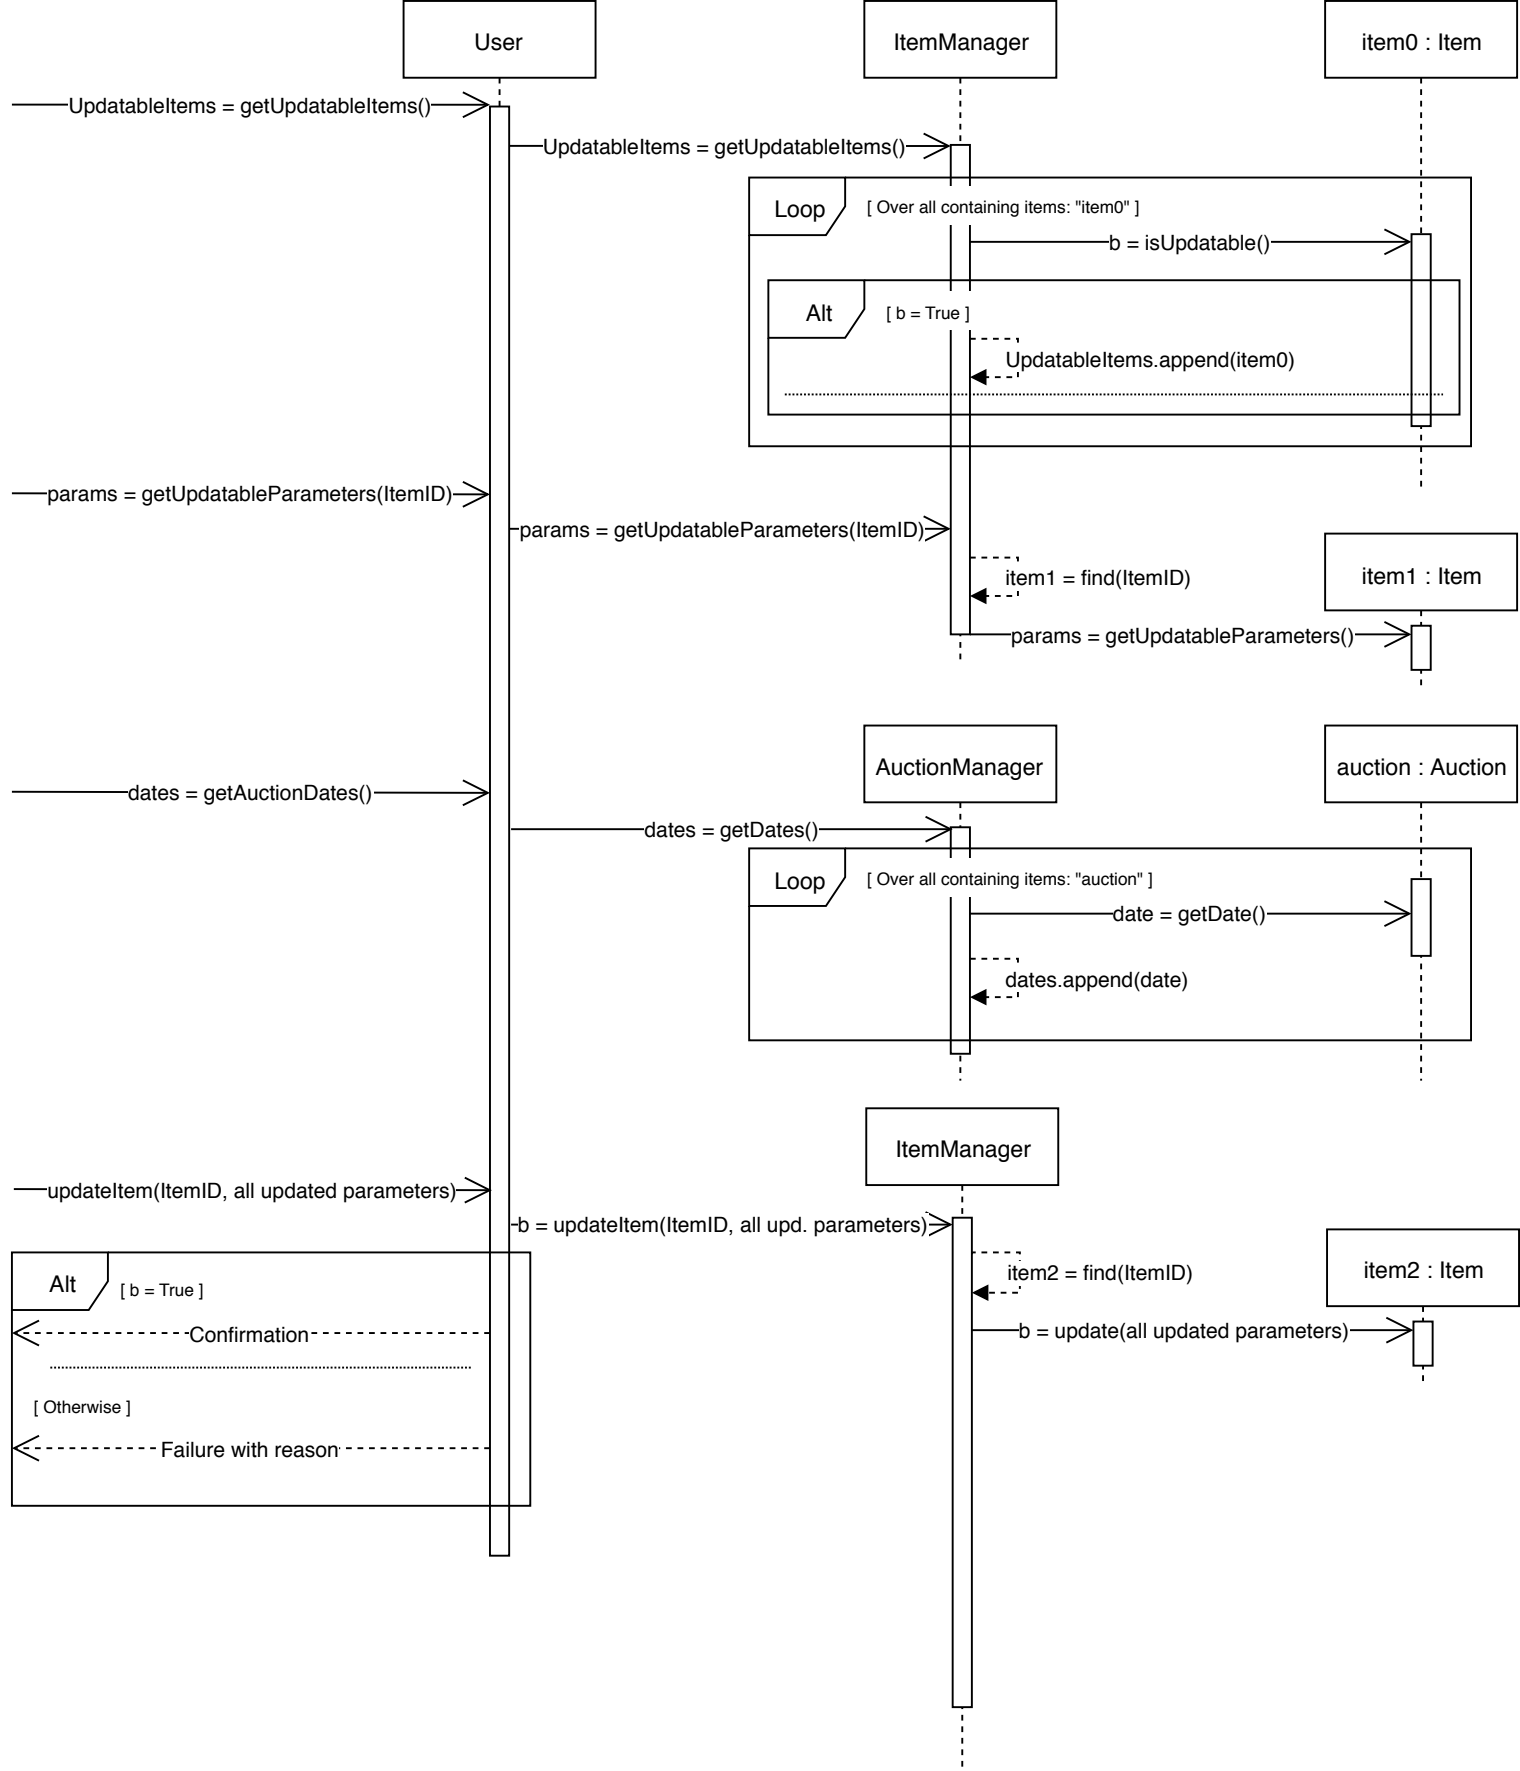 User
ItemManager
item0 : Item
UpdatableItems = getUpdatableItems()
UpdatableItems = getUpdatableItems()
Loop
[ Over all containing items: "item0" ]
b = isUpdatable()
Alt
[ b = True ]
UpdatableItems.append(item0)
params = getUpdatableParameters(ItemID)
params = getUpdatableParameters(ItemID)
item1 = find(ItemID)
item1 : Item
params = getUpdatableParameters()
AuctionManager
auction : Auction
dates = getAuctionDates()
dates = getDates()
Loop
[ Over all containing items: "auction" ]
date = getDate()
dates.append(date)
ItemManager
updateItem(ItemID, all updated parameters)
b = updateItem(ItemID, all upd. parameters)
Alt
[ b = True ]
item2 = find(ItemID)
item2 : Item
Confirmation
b = update(all updated parameters)
[ Otherwise ]
Failure with reason